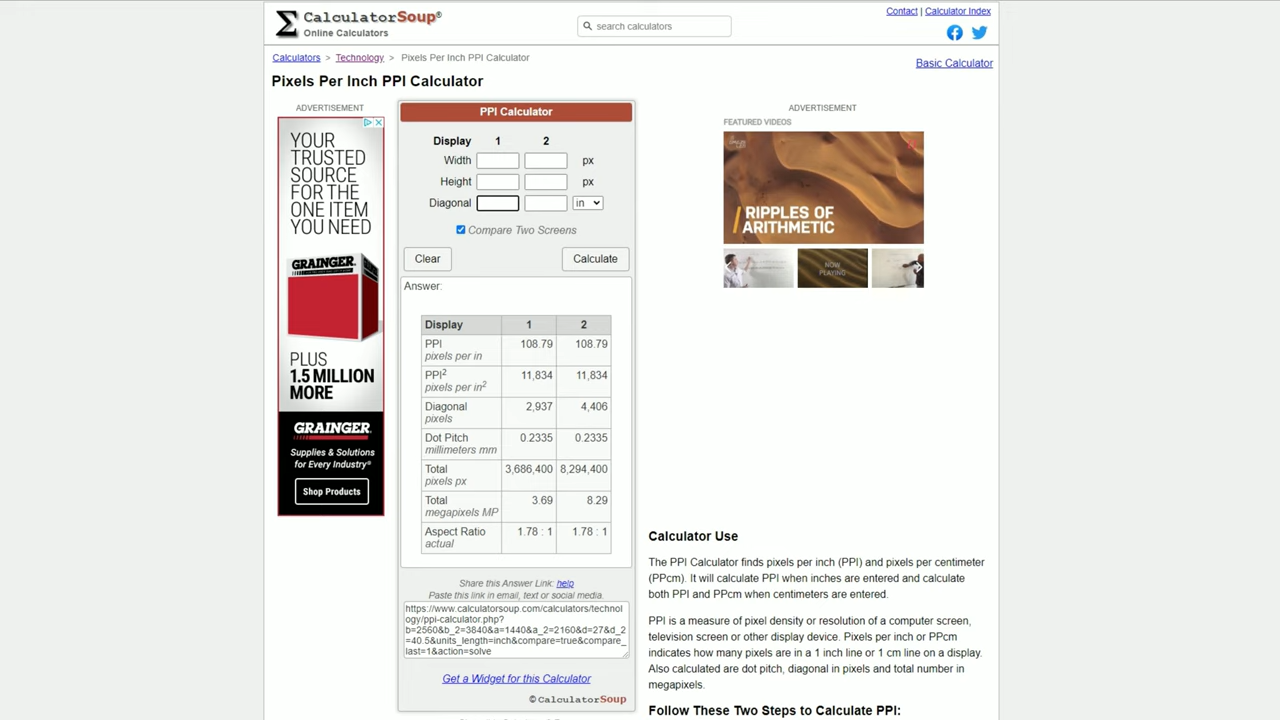 CalculatorSoup®
Online Calculators
search calculators
Contact | Calculator Index
Calculators > Technology > Pixels Per Inch PPI Calculator
Basic Calculator
Pixels Per Inch PPI Calculator
ADVERTISEMENT
YOUR
TRUSTED
SOURCE
FOR THE
ONE ITEM
YOU NEED
GRAINGER
PLUS
1.5 MILLION
MORE
GRAINGER
Supplies & Solutions
for Every Industry®
Shop Products
PPI Calculator
Display 1 2
Width px
Height px
Diagonal in
Compare Two Screens
Clear Calculate
Answer:
Display 1 2
PPI 108.79 108.79
pixels per in
PPI² 11,834 11,834
pixels per in²
Diagonal 2,937 4,406
pixels
Dot Pitch 0.2335 0.2335
millimeters mm
Total 3,686,400 8,294,400
pixels px
Total 3.69 8.29
megapixels MP
Aspect Ratio 1.78 : 1 1.78 : 1
actual
Share this Answer Link: help
Paste this link in email, text or social media.
https://www.calculatorsoup.com/calculators/technol
ogy/ppi-calculator.php?
b=2560&b_2=3840&a=1440&a_2=2160&d=27&d_2
=40.5&units_length=inch&compare=true&compare_
last=1&action=solve
Get a Widget for this Calculator
©CalculatorSoup
ADVERTISEMENT
FEATURED VIDEOS
RIPPLES OF
ARITHMETIC
NOW
PLAYING
Calculator Use
The PPI Calculator finds pixels per inch (PPI) and pixels per centimeter
(PPcm). It will calculate PPI when inches are entered and calculate
both PPI and PPcm when centimeters are entered.
PPI is a measure of pixel density or resolution of a computer screen,
television screen or other display device. Pixels per inch or PPcm
indicates how many pixels are in a 1 inch line or 1 cm line on a display.
Also calculated are dot pitch, diagonal in pixels and total number in
megapixels.
Follow These Two Steps to Calculate PPI: